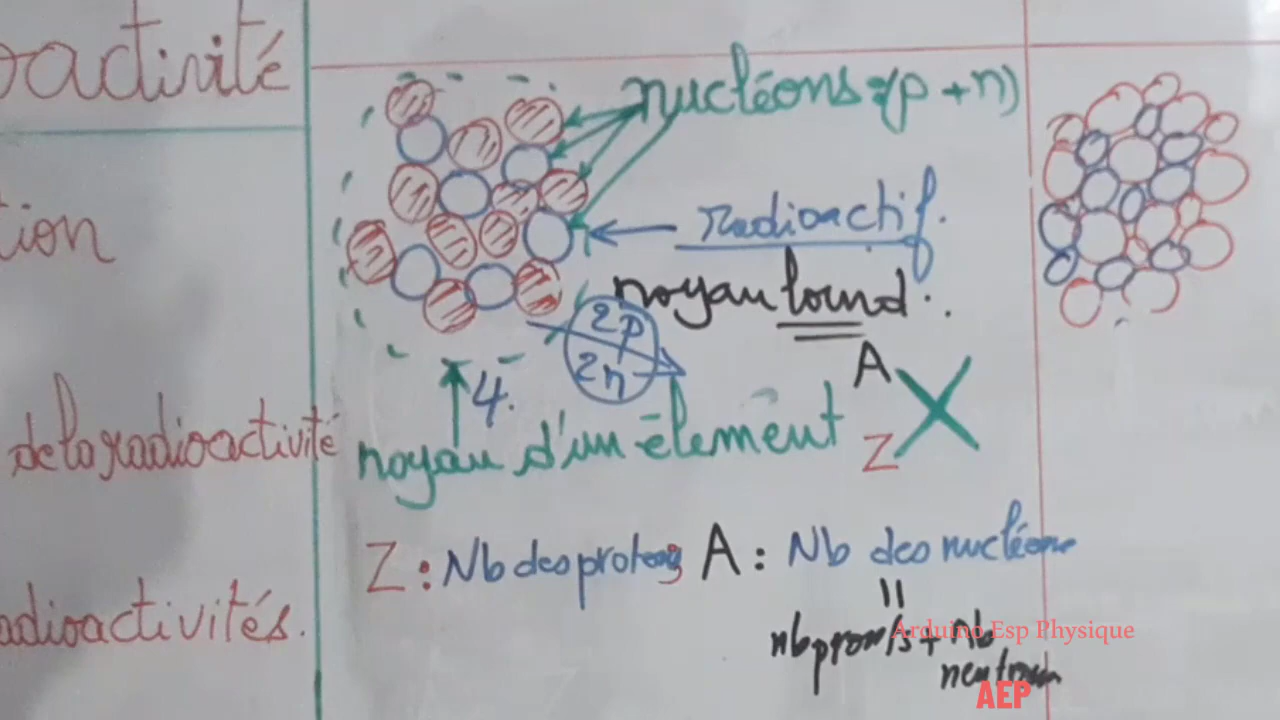 oactivité
nucléons:(p + n)
Radioactif.
tion
noyau lourd.
2p
2n
4.
A
X
Z
de la radioactivité
noyau d'un élement
Z : Nb des protons
A : Nb des nucléons
=
adioactivités.
nb protons + Nb
neutrons
Arduino Esp Physique
AEP